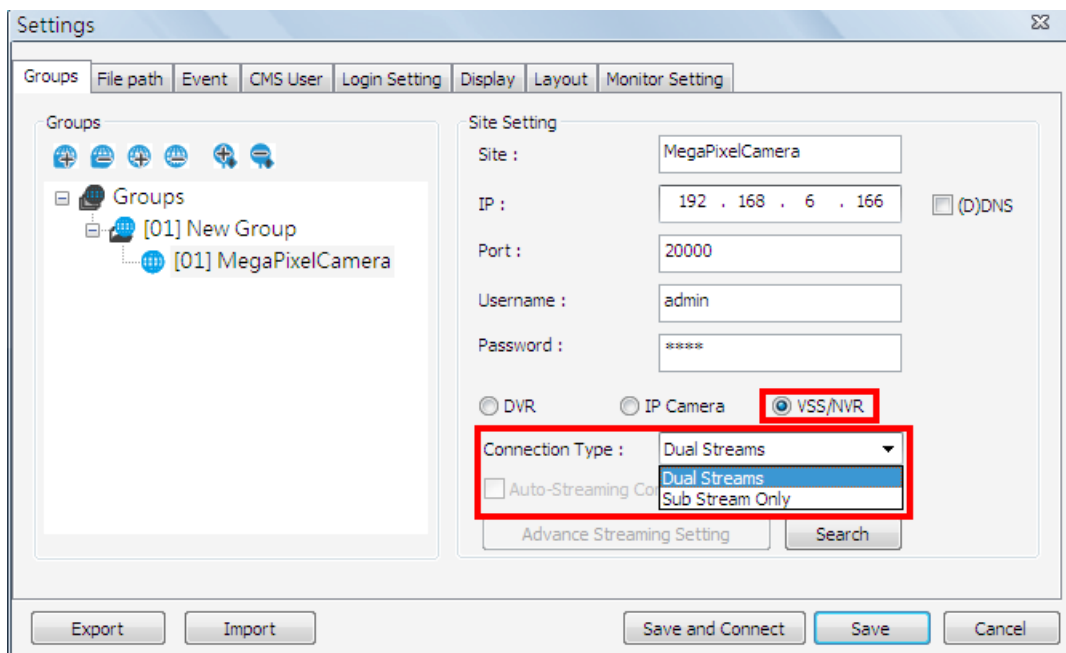 Settings
Groups File path Event CMS User Login Setting Display Layout Monitor Setting
Groups
Groups
[01] New Group
[01] MegaPixelCamera
Site Setting
Site : MegaPixelCamera
IP : 192 . 168 . 6 . 166 (D)DNS
Port : 20000
Username : admin
Password : ****
DVR IP Camera VSS/NVR
Connection Type : Dual Streams
Dual Streams
Auto-Streaming Sub Stream Only
Advance Streaming Setting Search
Export Import Save and Connect Save Cancel